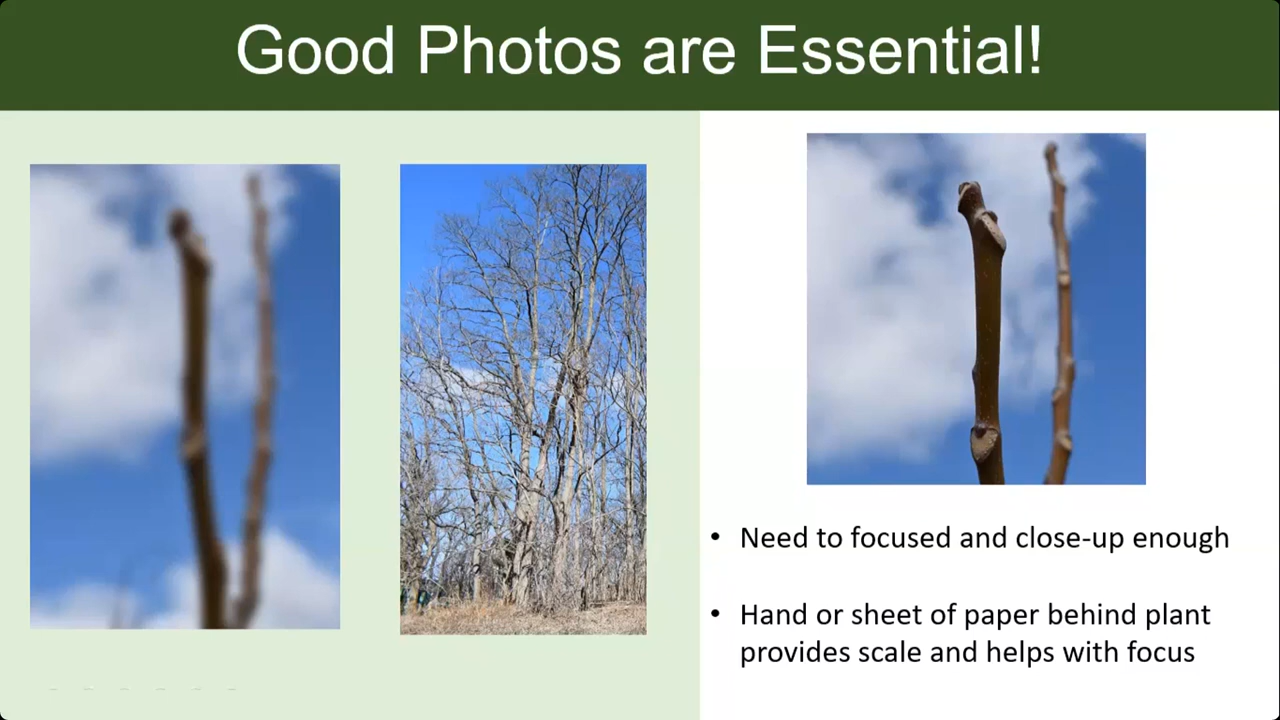 Good Photos are Essential!
• Need to focused and close-up enough
• Hand or sheet of paper behind plant
provides scale and helps with focus